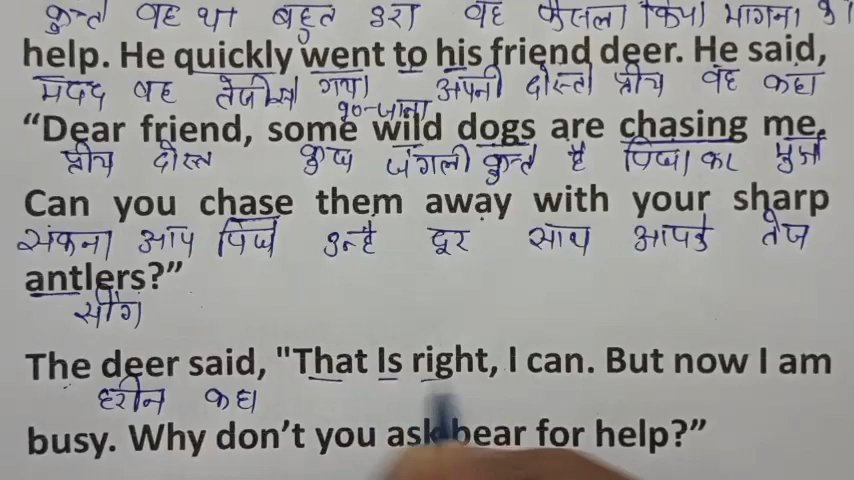 कुत्ते वह था बहुत डरा वह फैसला किया भागना
help. He quickly went to his friend deer. He said,
मदद वह तेजीसे गया अपनी दोस्त प्रीय वह कहा
go-जाना
"Dear friend, some wild dogs are chasing me,
प्रीय दोस्त कुछ जंगली कुत्ते है पिछा कर मुझे
Can you chase them away with your sharp
सकना आप पिछे उन्हें दूर साथ आपके तेज
antlers?"
सींग
The deer said, "That Is right, I can. But now I am
हरीन कहा
busy. Why don't you ask bear for help?"